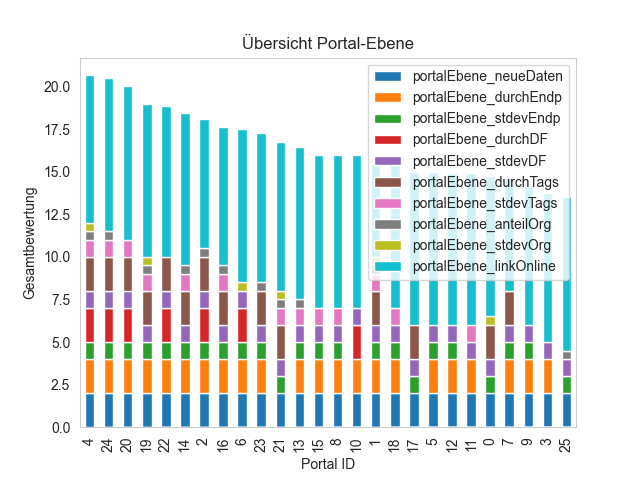 Übersicht Portal-Ebene
Gesamtbewertung
20.0
17.5
15.0
12.5
10.0
7.5
5.0
2.5
0.0
portalEbene_neueDaten
portalEbene_durchEndp
portalEbene_stdevEndp
portalEbene_durchDF
portalEbene_stdevDF
portalEbene_durchTags
portalEbene_stdevTags
portalEbene_anteilOrg
portalEbene_stdevOrg
portalEbene_linkOnline
4 24 20 19 22 14 2 16 6 23 21 13 15 8 10 1 18 17 5 12 11 0 7 9 3 25
Portal ID